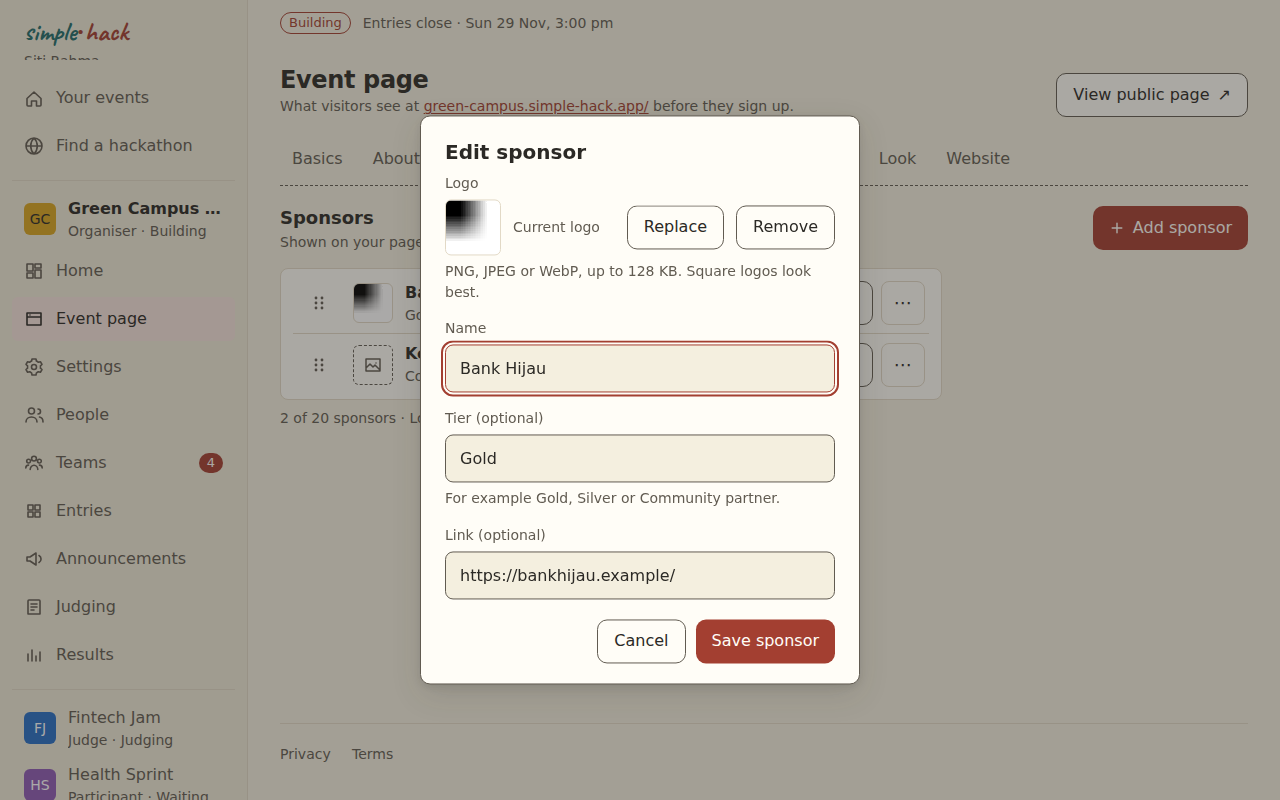 simple·hack
Siti Rahma
Your events
Find a hackathon
GC
Green Campus …
Organiser · Building
Home
Event page
Settings
People
Teams
4
Entries
Announcements
Judging
Results
FJ
Fintech Jam
Judge · Judging
HS
Health Sprint
Participant · Waiting
Building
Entries close · Sun 29 Nov, 3:00 pm
Event page
What visitors see at green-campus.simple-hack.app/ before they sign up.
View public page ↗
Basics
About
Look
Website
Sponsors
Shown on your page
+ Add sponsor
2 of 20 sponsors ·
Edit sponsor
Logo
Current logo
Replace
Remove
PNG, JPEG or WebP, up to 128 KB. Square logos look
best.
Name
Bank Hijau
Tier (optional)
Gold
For example Gold, Silver or Community partner.
Link (optional)
https://bankhijau.example/
Cancel
Save sponsor
Privacy
Terms